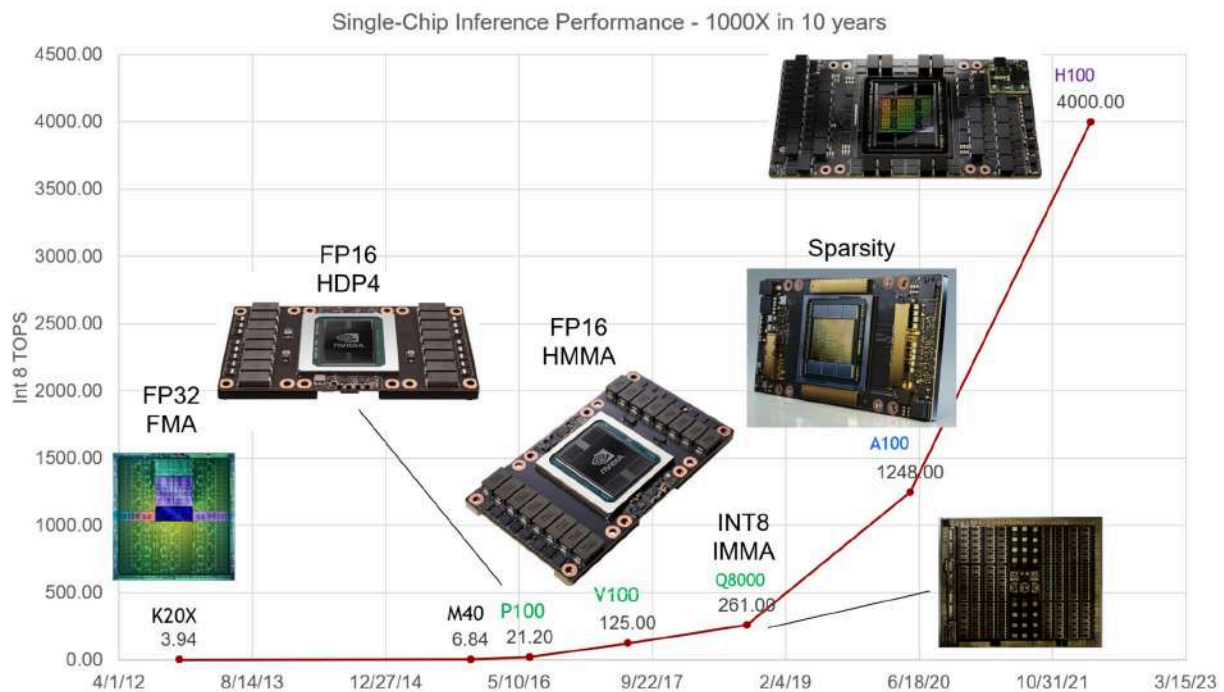 Single-Chip Inference Performance - 1000X in 10 years
Int 8 TOPS
4500.00
4000.00
3500.00
3000.00
2500.00
2000.00
1500.00
1000.00
500.00
0.00
4/1/12
8/14/13
12/27/14
5/10/16
9/22/17
2/4/19
6/18/20
10/31/21
3/15/23
FP32
FMA
K20X
3.94
FP16
HDP4
NVIDIA
M40
6.84
P100
21.20
FP16
HMMA
NVIDIA
V100
125.00
INT8
IMMA
Q8000
261.00
Sparsity
A100
1248.00
H100
4000.00